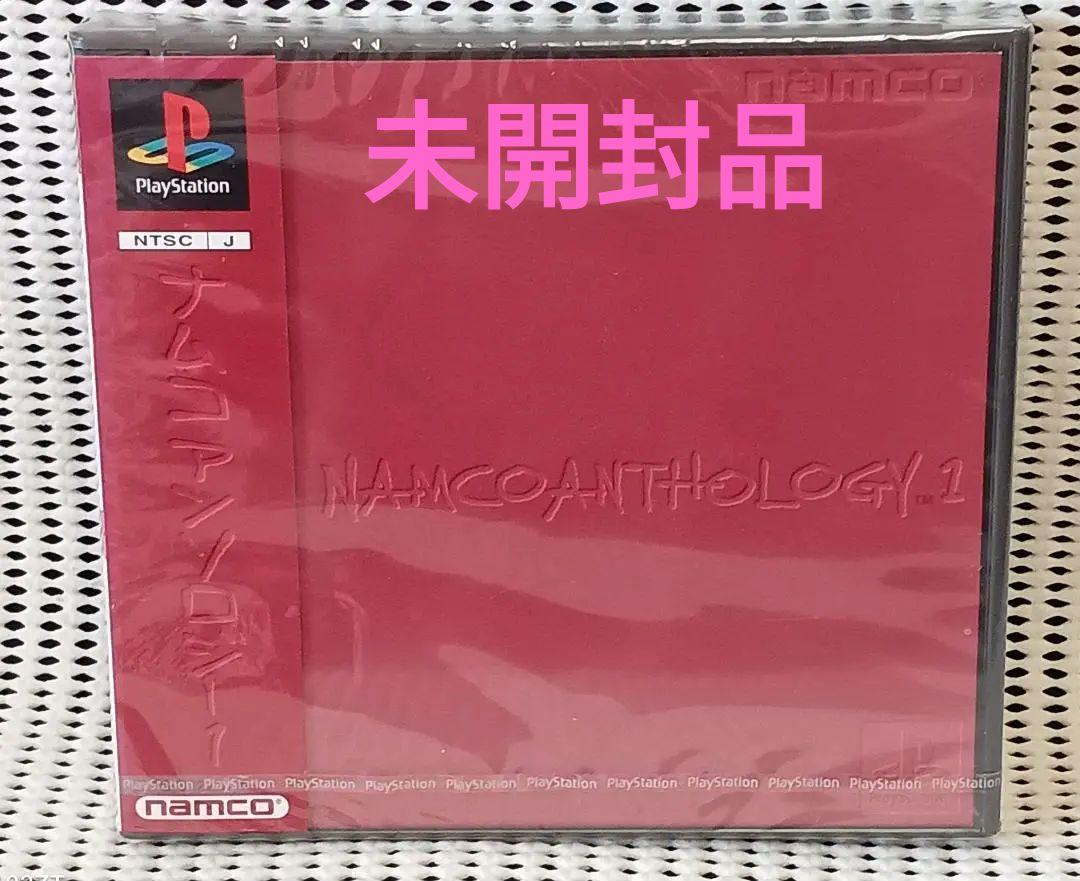 namco
未開封品
PlayStation
NTSC J
ナムコアンソロジー1
NAMCOANTHOLOGY™ 1
PlayStation PlayStation PlayStation PlayStation PlayStation PlayStation PlayStation PlayStation PlayStation PlayStation PlayStation
namco®